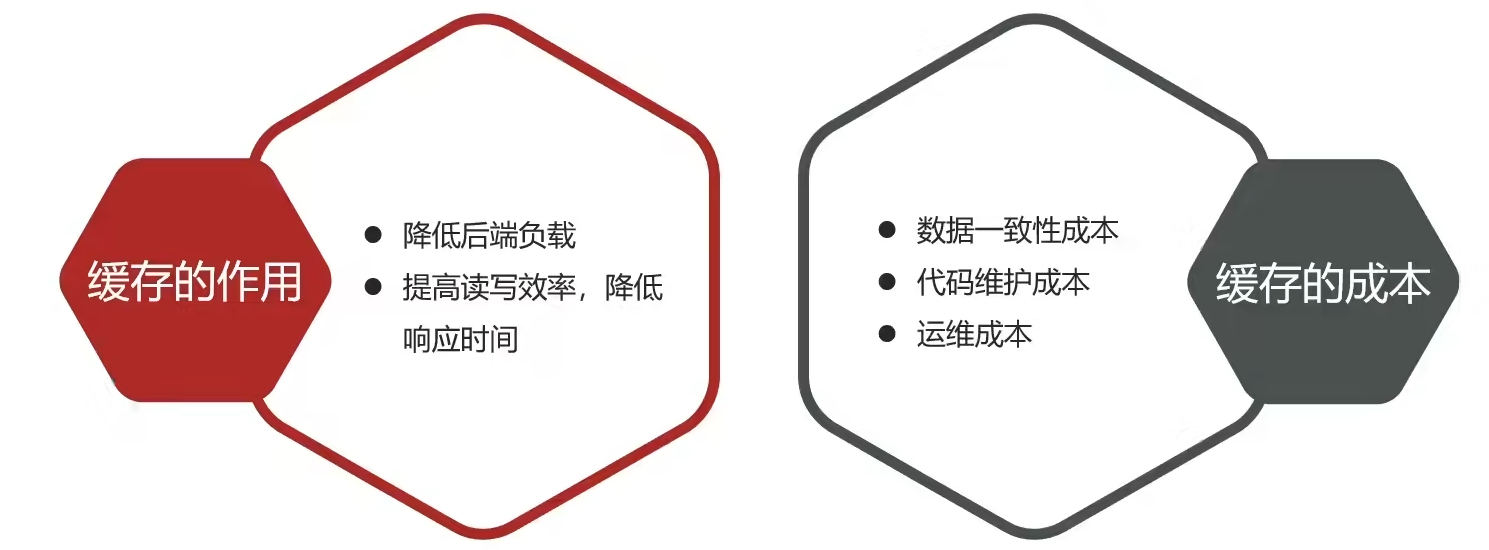 缓存的作用
● 降低后端负载
● 提高读写效率，降低
响应时间
● 数据一致性成本
● 代码维护成本
● 运维成本
缓存的成本